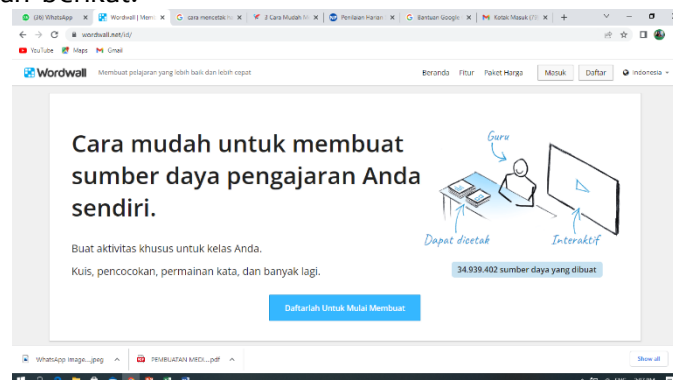 berikut.
(26) WhatsApp
Wordwall | Mem
G cara mencetak
3 Cara Mudah
Penilaian Harian
Bantuan Google
Kotak Masuk
wordwall.net/id/
YouTube Maps Gmail
Wordwall Membuat pelajaran yang lebih baik dan lebih cepat Beranda Fitur Paket Harga Masuk Daftar Indonesia
Cara mudah untuk membuat
sumber daya pengajaran Anda
sendiri.
Buat aktivitas khusus untuk kelas Anda.
Kuis, pencocokan, permainan kata, dan banyak lagi.
Daftarlah Untuk Mulai Membuat
Guru
Dapat dicetak Interaktif
34.939.402 sumber daya yang dibuat
WhatsApp Image....jpeg PEMBUATAN MEDI....pdf Show all